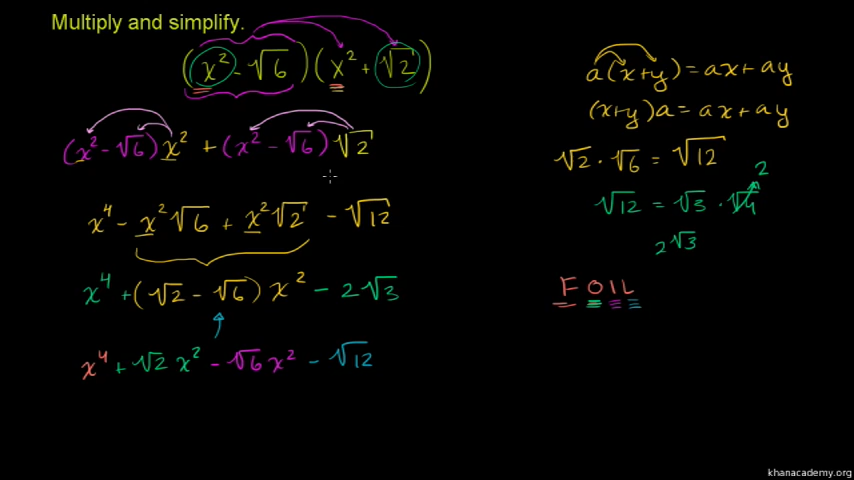 Multiply and simplify.
(x² - √6)(x² + √2)
(x² - √6)x² + (x² - √6)√2
x⁴ - x²√6 + x²√2 - √12
x⁴ + (√2 - √6)x² - 2√3
x⁴ + √2 x² - √6 x² - √12
a(x+y) = ax + ay
(x+y)a = ax + ay
√2 · √6 = √12
2
√12 = √3 · √4
2√3
FOIL
khanacademy.org